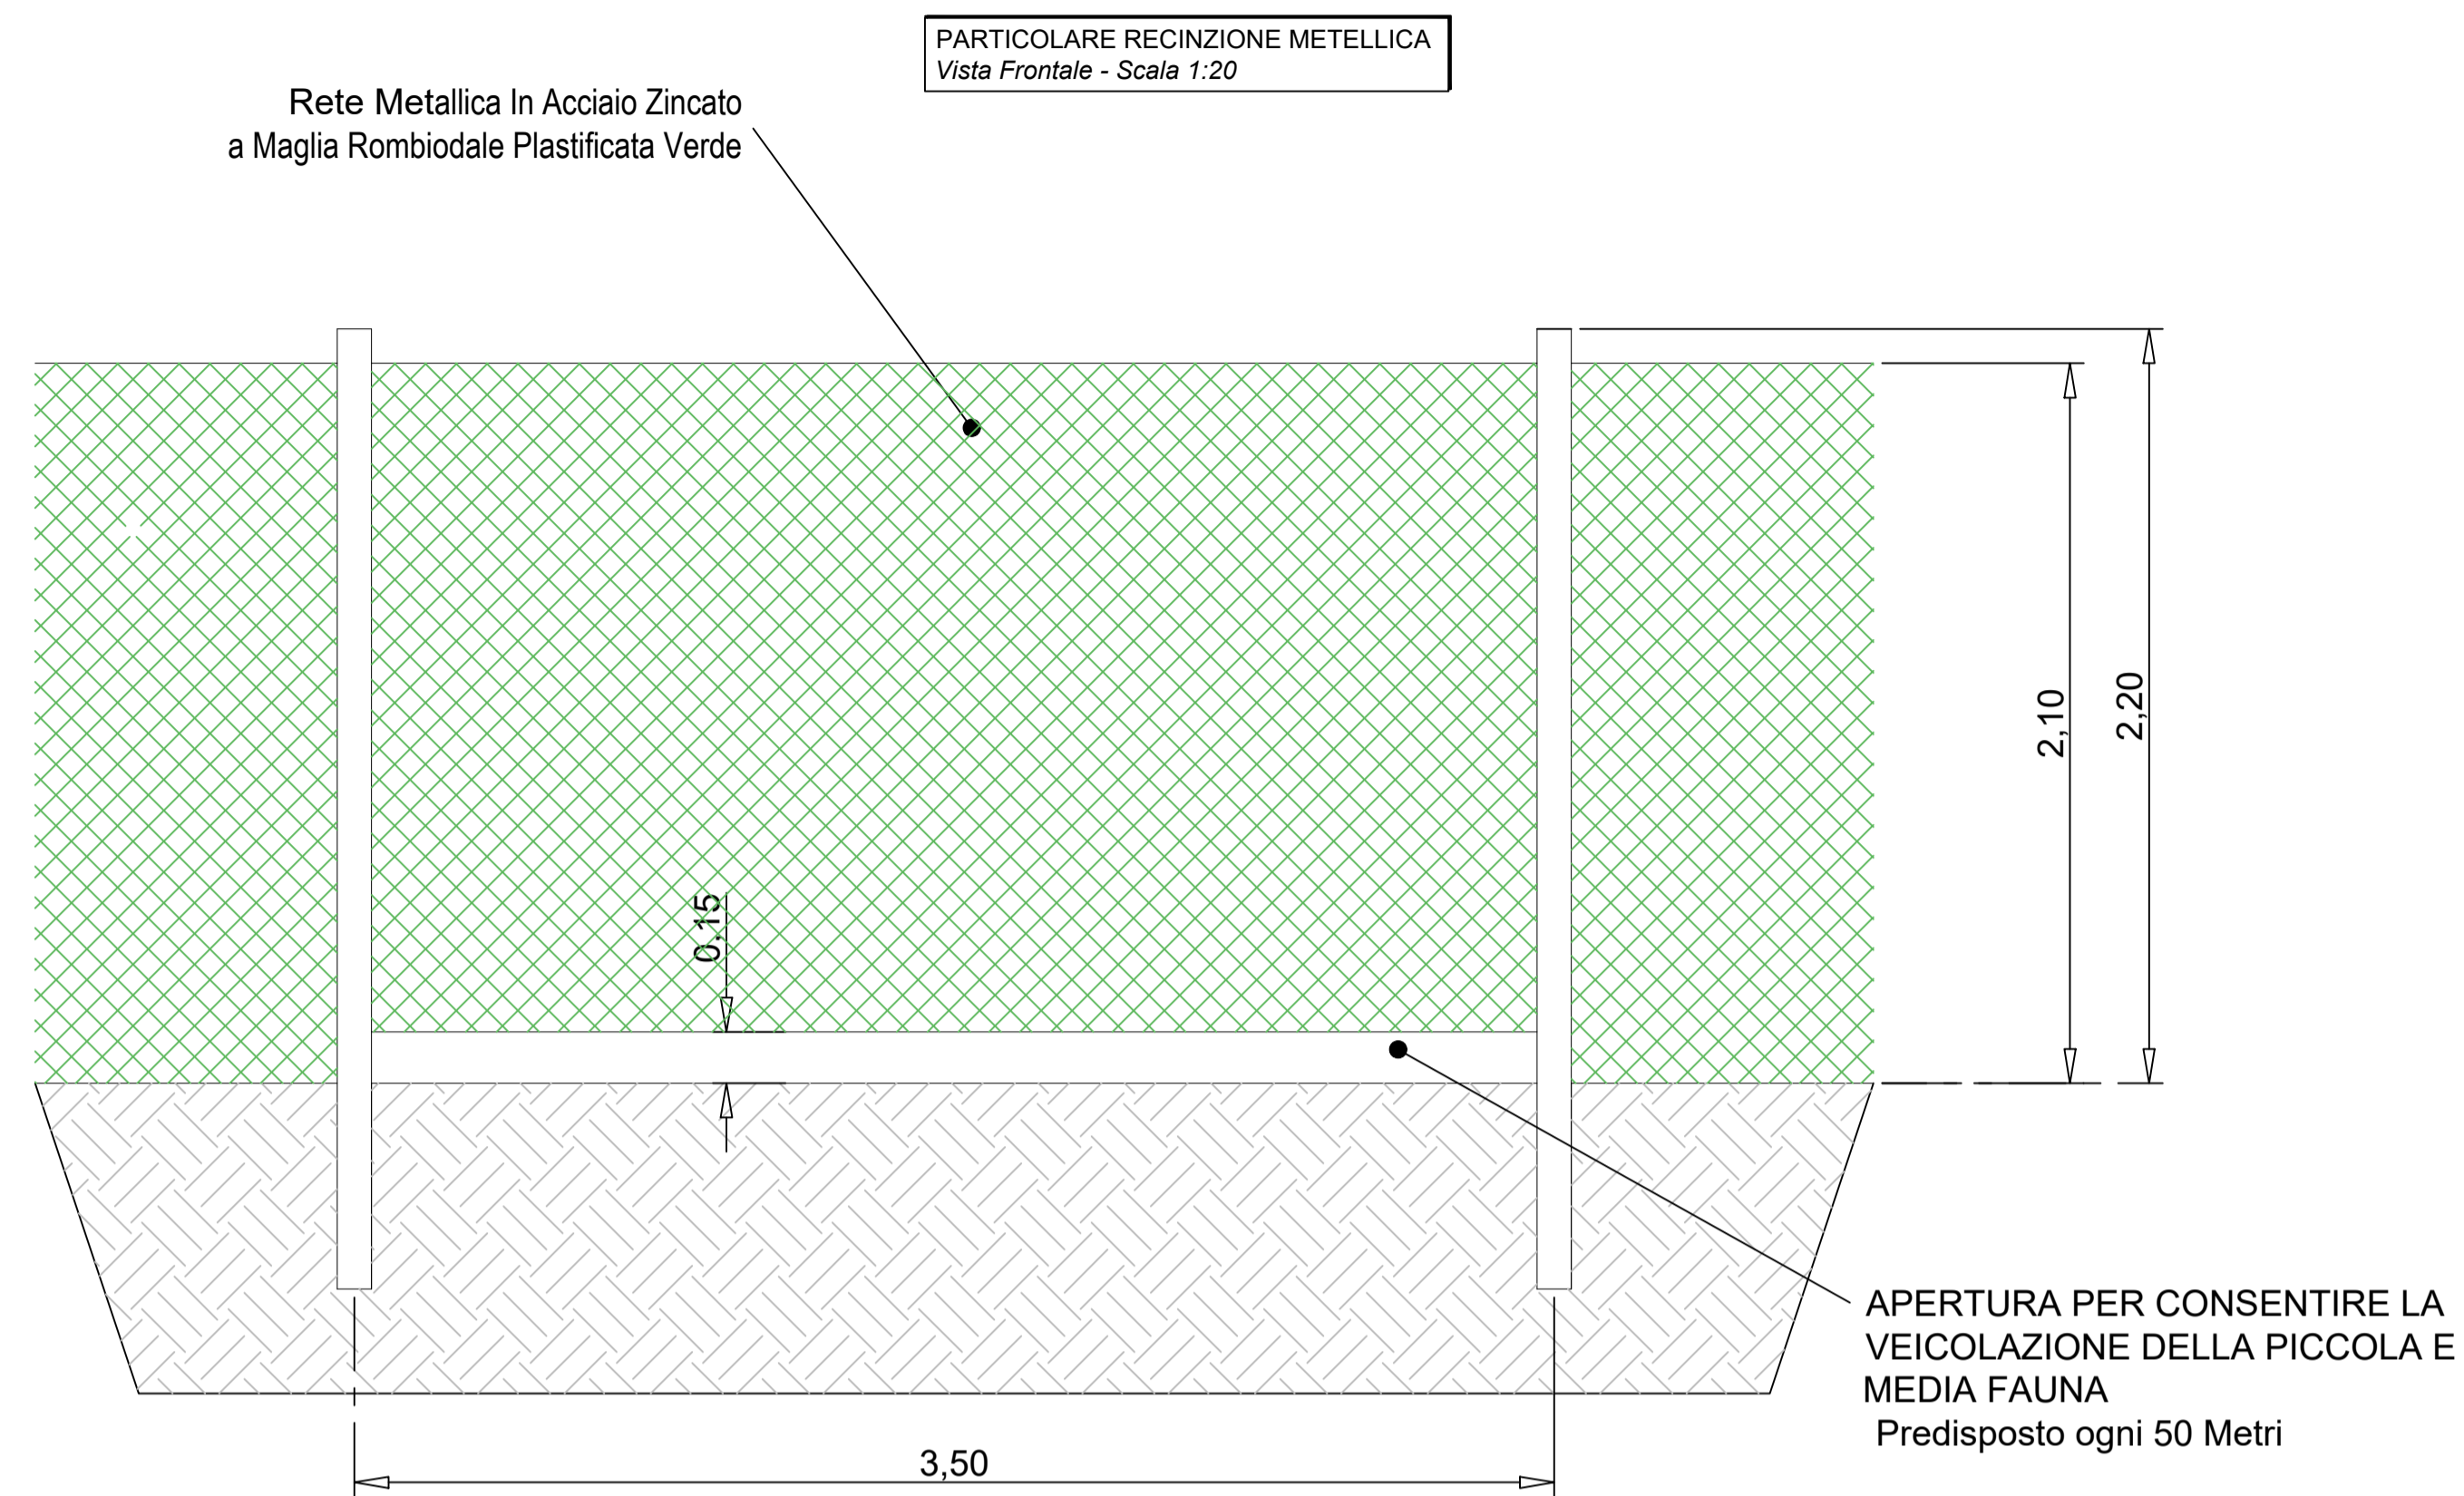 PARTICOLARE RECINZIONE METELLICA
Vista Frontale - Scala 1:20
Rete Metallica In Acciaio Zincato
a Maglia Rombiodale Plastificata Verde
2,10
2,20
0,15
APERTURA PER CONSENTIRE LA
VEICOLAZIONE DELLA PICCOLA E
MEDIA FAUNA
Predisposto ogni 50 Metri
3,50